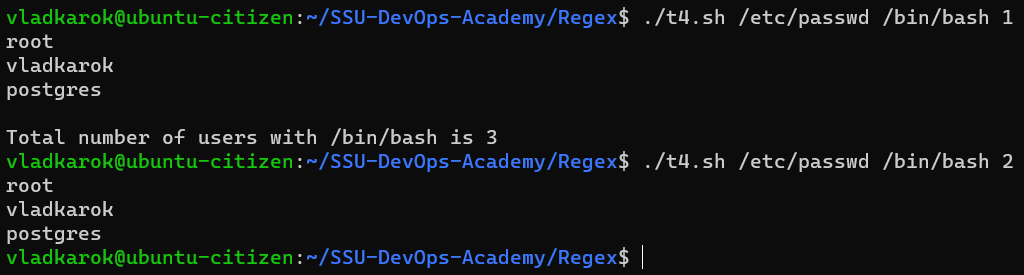 vladkarok@ubuntu-citizen:~/SSU-DevOps-Academy/Regex$ ./t4.sh /etc/passwd /bin/bash 1
root
vladkarok
postgres
Total number of users with /bin/bash is 3
vladkarok@ubuntu-citizen:~/SSU-DevOps-Academy/Regex$ ./t4.sh /etc/passwd /bin/bash 2
root
vladkarok
postgres
vladkarok@ubuntu-citizen:~/SSU-DevOps-Academy/Regex$